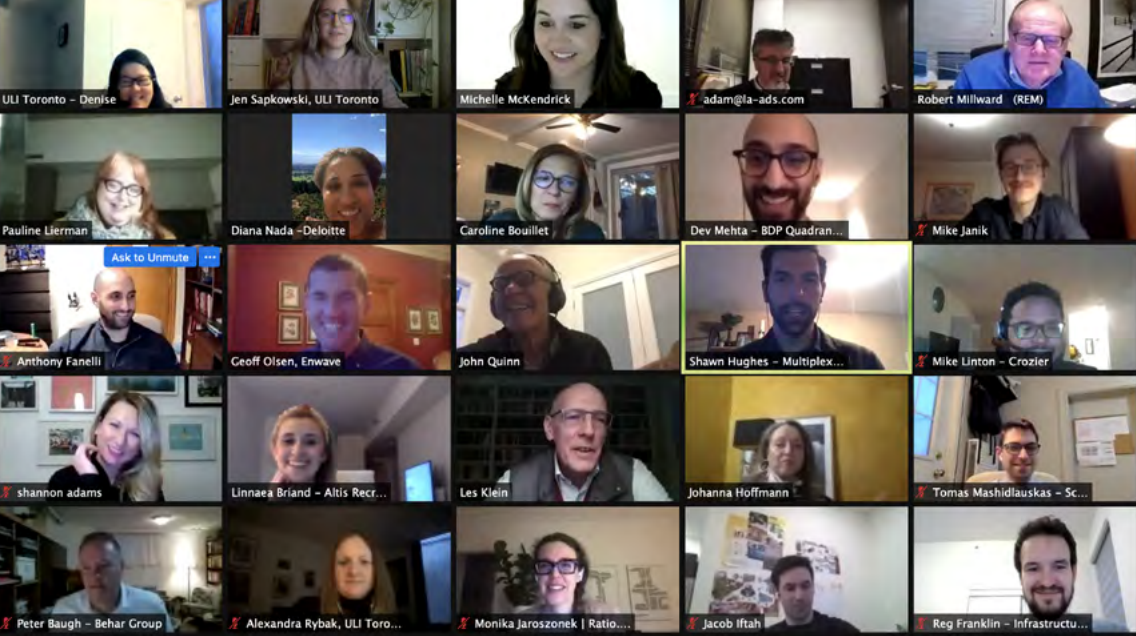 ULI Toronto - Denise
Jen Sapkowski, ULI Toronto
Michelle McKendrick
adam@la-ads.com
Robert Millward (REM)
Pauline Lierman
Diana Nada -Deloitte
Caroline Bouillet
Dev Mehta - BDP Quadran...
Mike Janik
Ask to Unmute
...
Anthony Fanelli
Geoff Olsen, Enwave
John Quinn
Shawn Hughes - Multiplex...
Mike Linton - Crozier
shannon adams
Linnaea Briand - Altis Recr...
Les Klein
Johanna Hoffmann
Tomas Mashidlauskas - Sc...
Peter Baugh - Behar Group
Alexandra Rybak, ULI Toro...
Monika Jaroszonek | Ratio....
Jacob Iftah
Reg Franklin - Infrastructu...